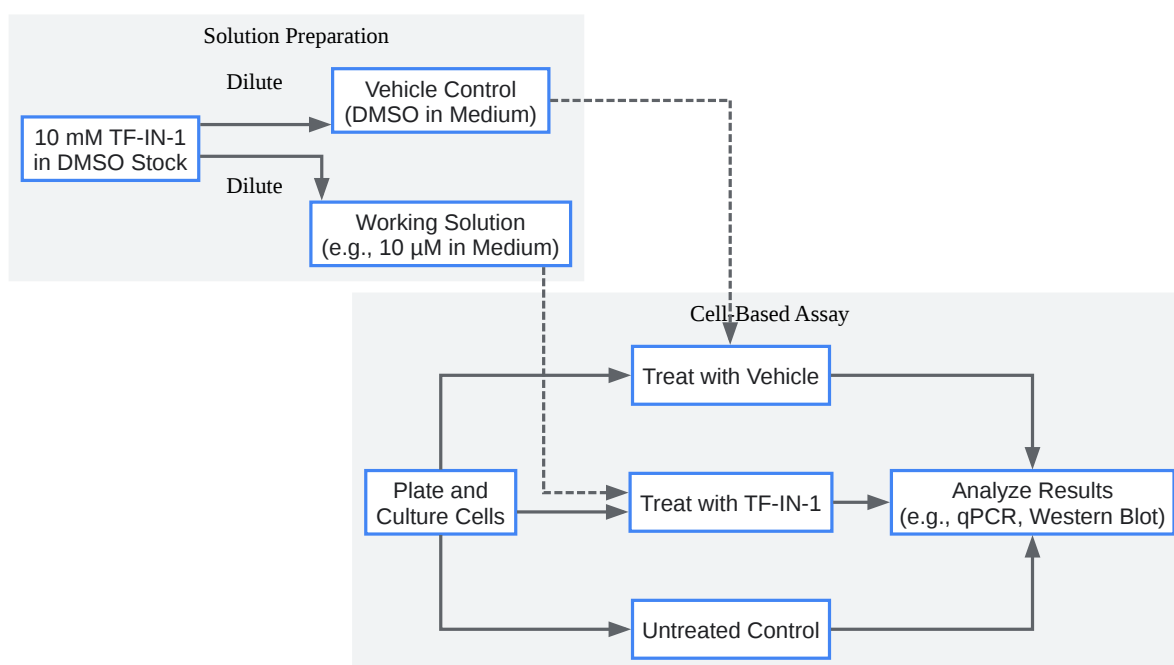 Solution Preparation
Dilute
Vehicle Control
(DMSO in Medium)
10 mM TF-IN-1
in DMSO Stock
Dilute
Working Solution
(e.g., 10 µM in Medium)
Cell-Based Assay
Treat with Vehicle
Plate and
Culture Cells
Treat with TF-IN-1
Analyze Results
(e.g., qPCR, Western Blot)
Untreated Control